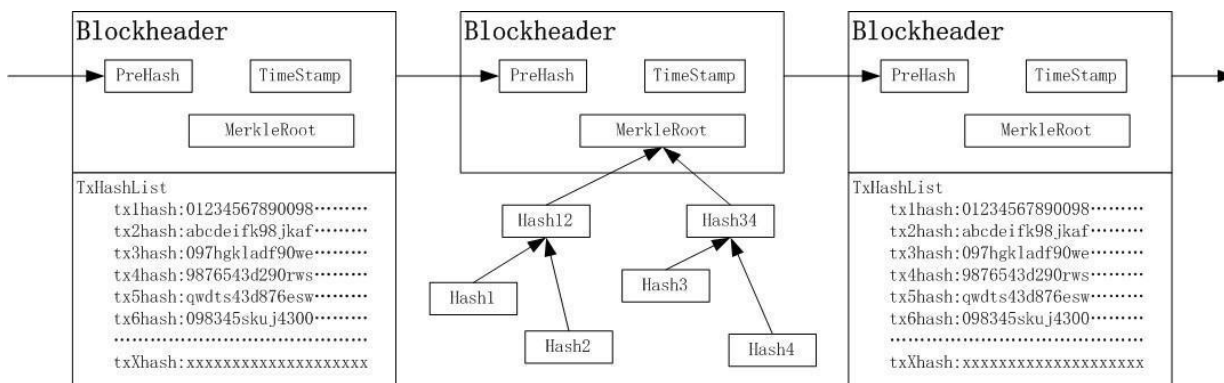 Blockheader
PreHash
TimeStamp
MerkleRoot
TxHashList
tx1hash:01234567890098………
tx2hash:abcdeifk98jkaf………
tx3hash:097hgkladf90we………
tx4hash:9876543d290rws………
tx5hash:qwdts43d876esw………
tx6hash:098345skuj4300………
……………………………………
txXhash:xxxxxxxxxxxxxxxxxxxx
Blockheader
PreHash
TimeStamp
MerkleRoot
Hash12
Hash34
Hash1
Hash3
Hash2
Hash4
Blockheader
PreHash
TimeStamp
MerkleRoot
TxHashList
tx1hash:01234567890098………
tx2hash:abcdeifk98jkaf………
tx3hash:097hgkladf90we………
tx4hash:9876543d290rws………
tx5hash:qwdts43d876esw………
tx6hash:098345skuj4300………
……………………………………
txXhash:xxxxxxxxxxxxxxxxxxxx